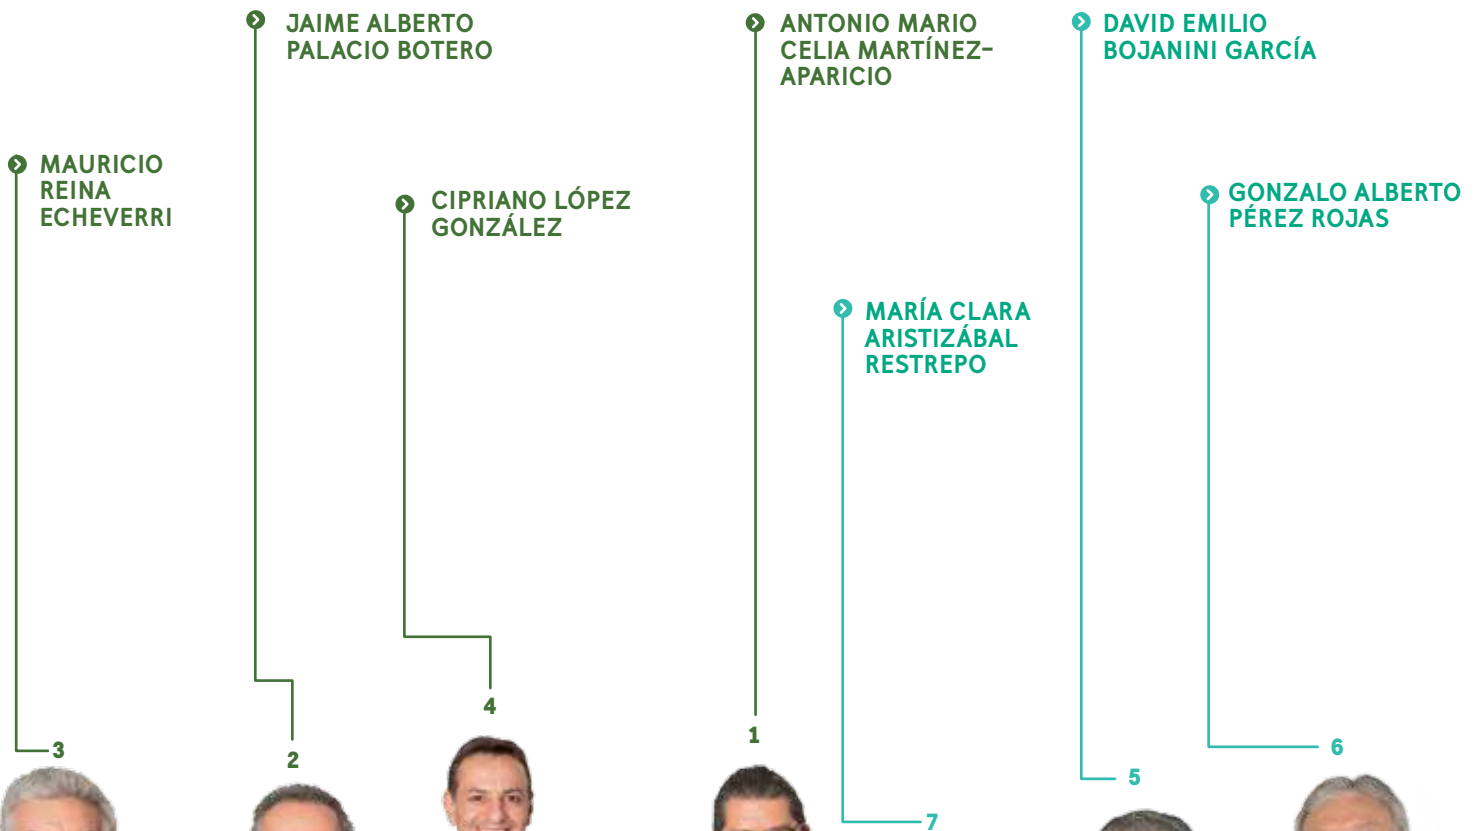 JAIME ALBERTO
PALACIO BOTERO
ANTONIO MARIO
CELIA MARTÍNEZ-
APARICIO
DAVID EMILIO
BOJANINI GARCÍA
MAURICIO
REINA
ECHEVERRI
CIPRIANO LÓPEZ
GONZÁLEZ
GONZALO ALBERTO
PÉREZ ROJAS
MARÍA CLARA
ARISTIZÁBAL
RESTREPO
3
2
4
1
7
5
6